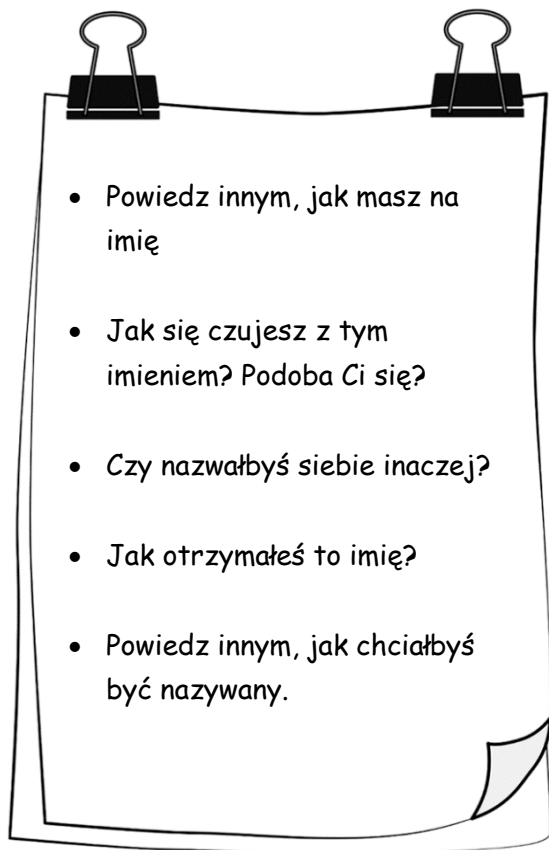 • Powiedz innym, jak masz na
imię
• Jak się czujesz z tym
imieniem? Podoba Ci się?
• Czy nazwałbyś siebie inaczej?
• Jak otrzymałeś to imię?
• Powiedz innym, jak chciałbyś
być nazywany.